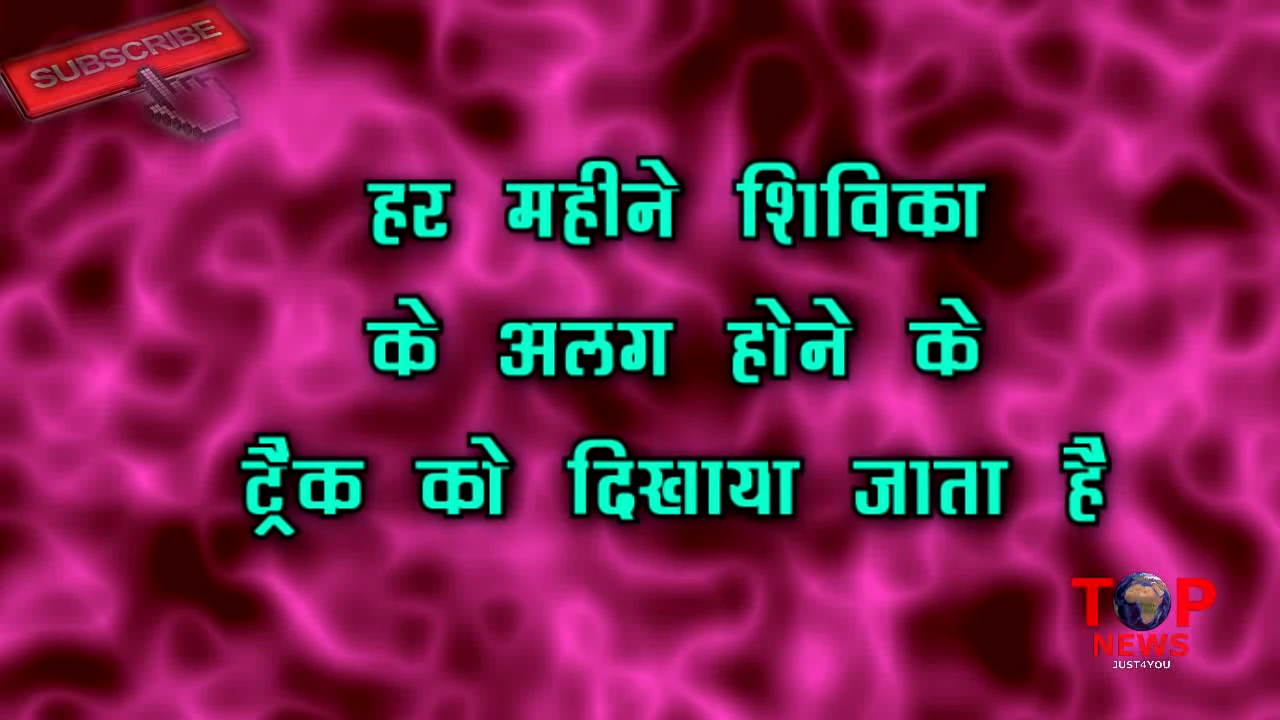 SUBSCRIBE
हर महीने शिविका
के अलग होने के
ट्रैक को दिखाया जाता है
TOP
NEWS
JUST4YOU